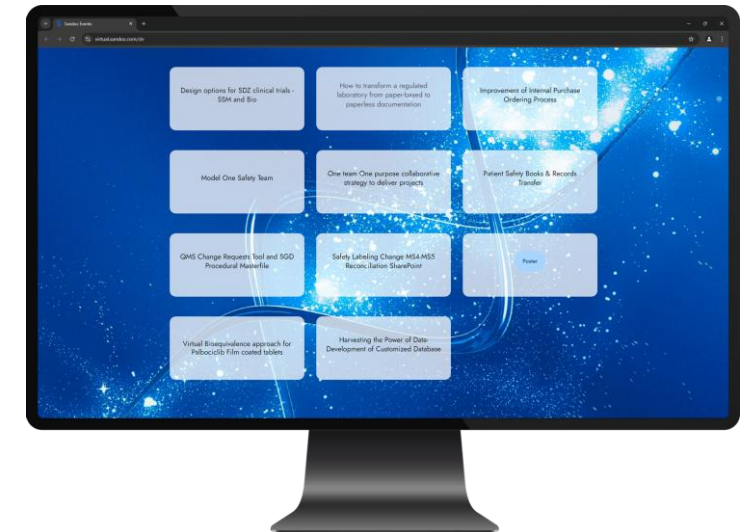 Sandoz Events
virtual.sandoz.com/dir
Design options for SDZ clinical trials -
SSM and Bio
How to transform a regulated
laboratory from paper-based to
paperless documentation
Improvement of Internal Purchase
Ordering Process
Model One Safety Team
One team One purpose collaborative
strategy to deliver projects
Patient Safety Books & Records
Transfer
QMS Change Requests Tool and SGD
Procedural Masterfile
Safety Labeling Change MS4-MS5
Reconciliation SharePoint
Poster
Virtual Bioequivalence approach for
Palbociclib Film coated tablets
Harvesting the Power of Data-
Development of Customized Database